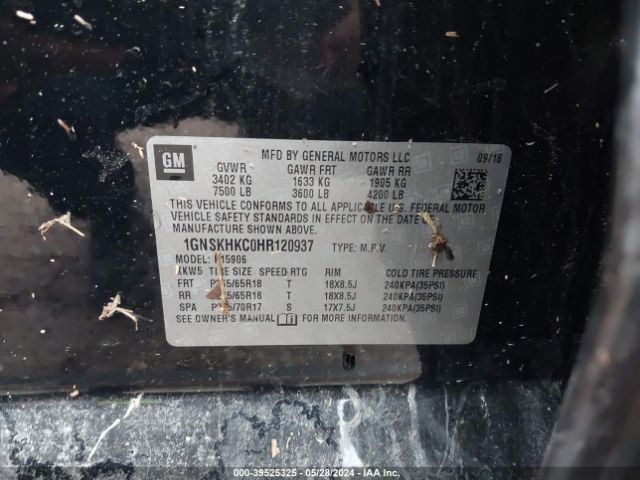 GM
MFD BY GENERAL MOTORS LLC 09/16
GVWR GAWR FRT GAWR RR
3402 KG 1633 KG 1905 KG
7500 LB 3600 LB 4200 LB
THIS VEHICLE CONFORMS TO ALL APPLICABLE U.S. FEDERAL MOTOR
VEHICLE SAFETY STANDARDS IN EFFECT ON THE DATE OF
MANUFACTURE SHOWN ABOVE.
1GNSKHKC0HR120937 TYPE: M.P.V.
MODEL: 15906
XKW5 TIRE SIZE SPEED RTG RIM COLD TIRE PRESSURE
FRT T 18X8.5J 240KPA(35PSI)
RR T 18X8.5J 240KPA(35PSI)
SPA S 17X7.5J 240KPA(35PSI)
SEE OWNER'S MANUAL FOR MORE INFORMATION.
000-39525325 - 05/28/2024 - IAA Inc.